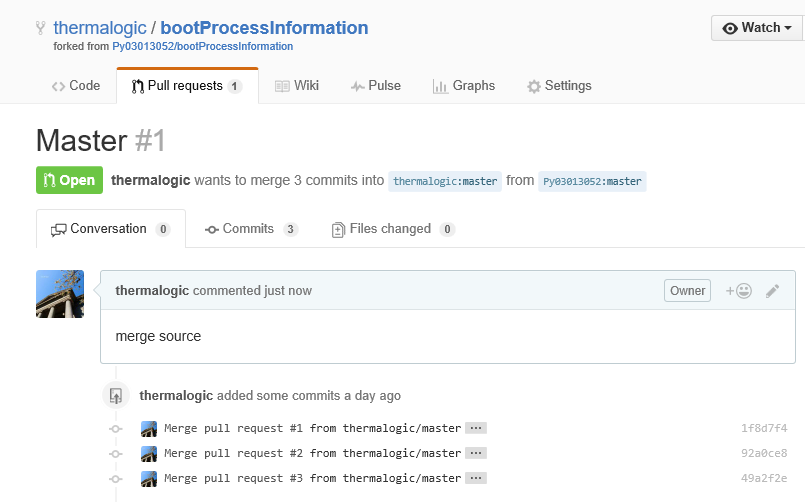 thermalogic / bootProcessInformation
Watch
forked from Py03013052/bootProcessInformation
Code
Pull requests 1
Wiki
Pulse
Graphs
Settings
Master #1
Open thermalogic wants to merge 3 commits into thermalogic:master from Py03013052:master
Conversation 0
Commits 3
Files changed 0
thermalogic commented just now
Owner
+
merge source
thermalogic added some commits a day ago
Merge pull request #1 from thermalogic/master ... 1f8d7f4
Merge pull request #2 from thermalogic/master ... 92a0ce8
Merge pull request #3 from thermalogic/master ... 49a2f2e